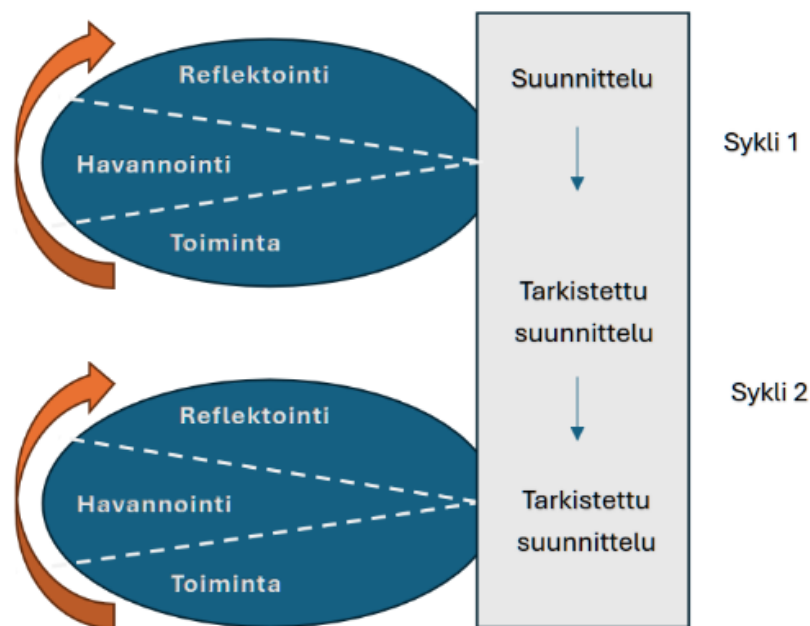 Reflektointi
Havannointi
Toiminta
Suunnittelu
Sykli 1
Tarkistettu
suunnittelu
Reflektointi
Havannointi
Toiminta
Sykli 2
Tarkistettu
suunnittelu